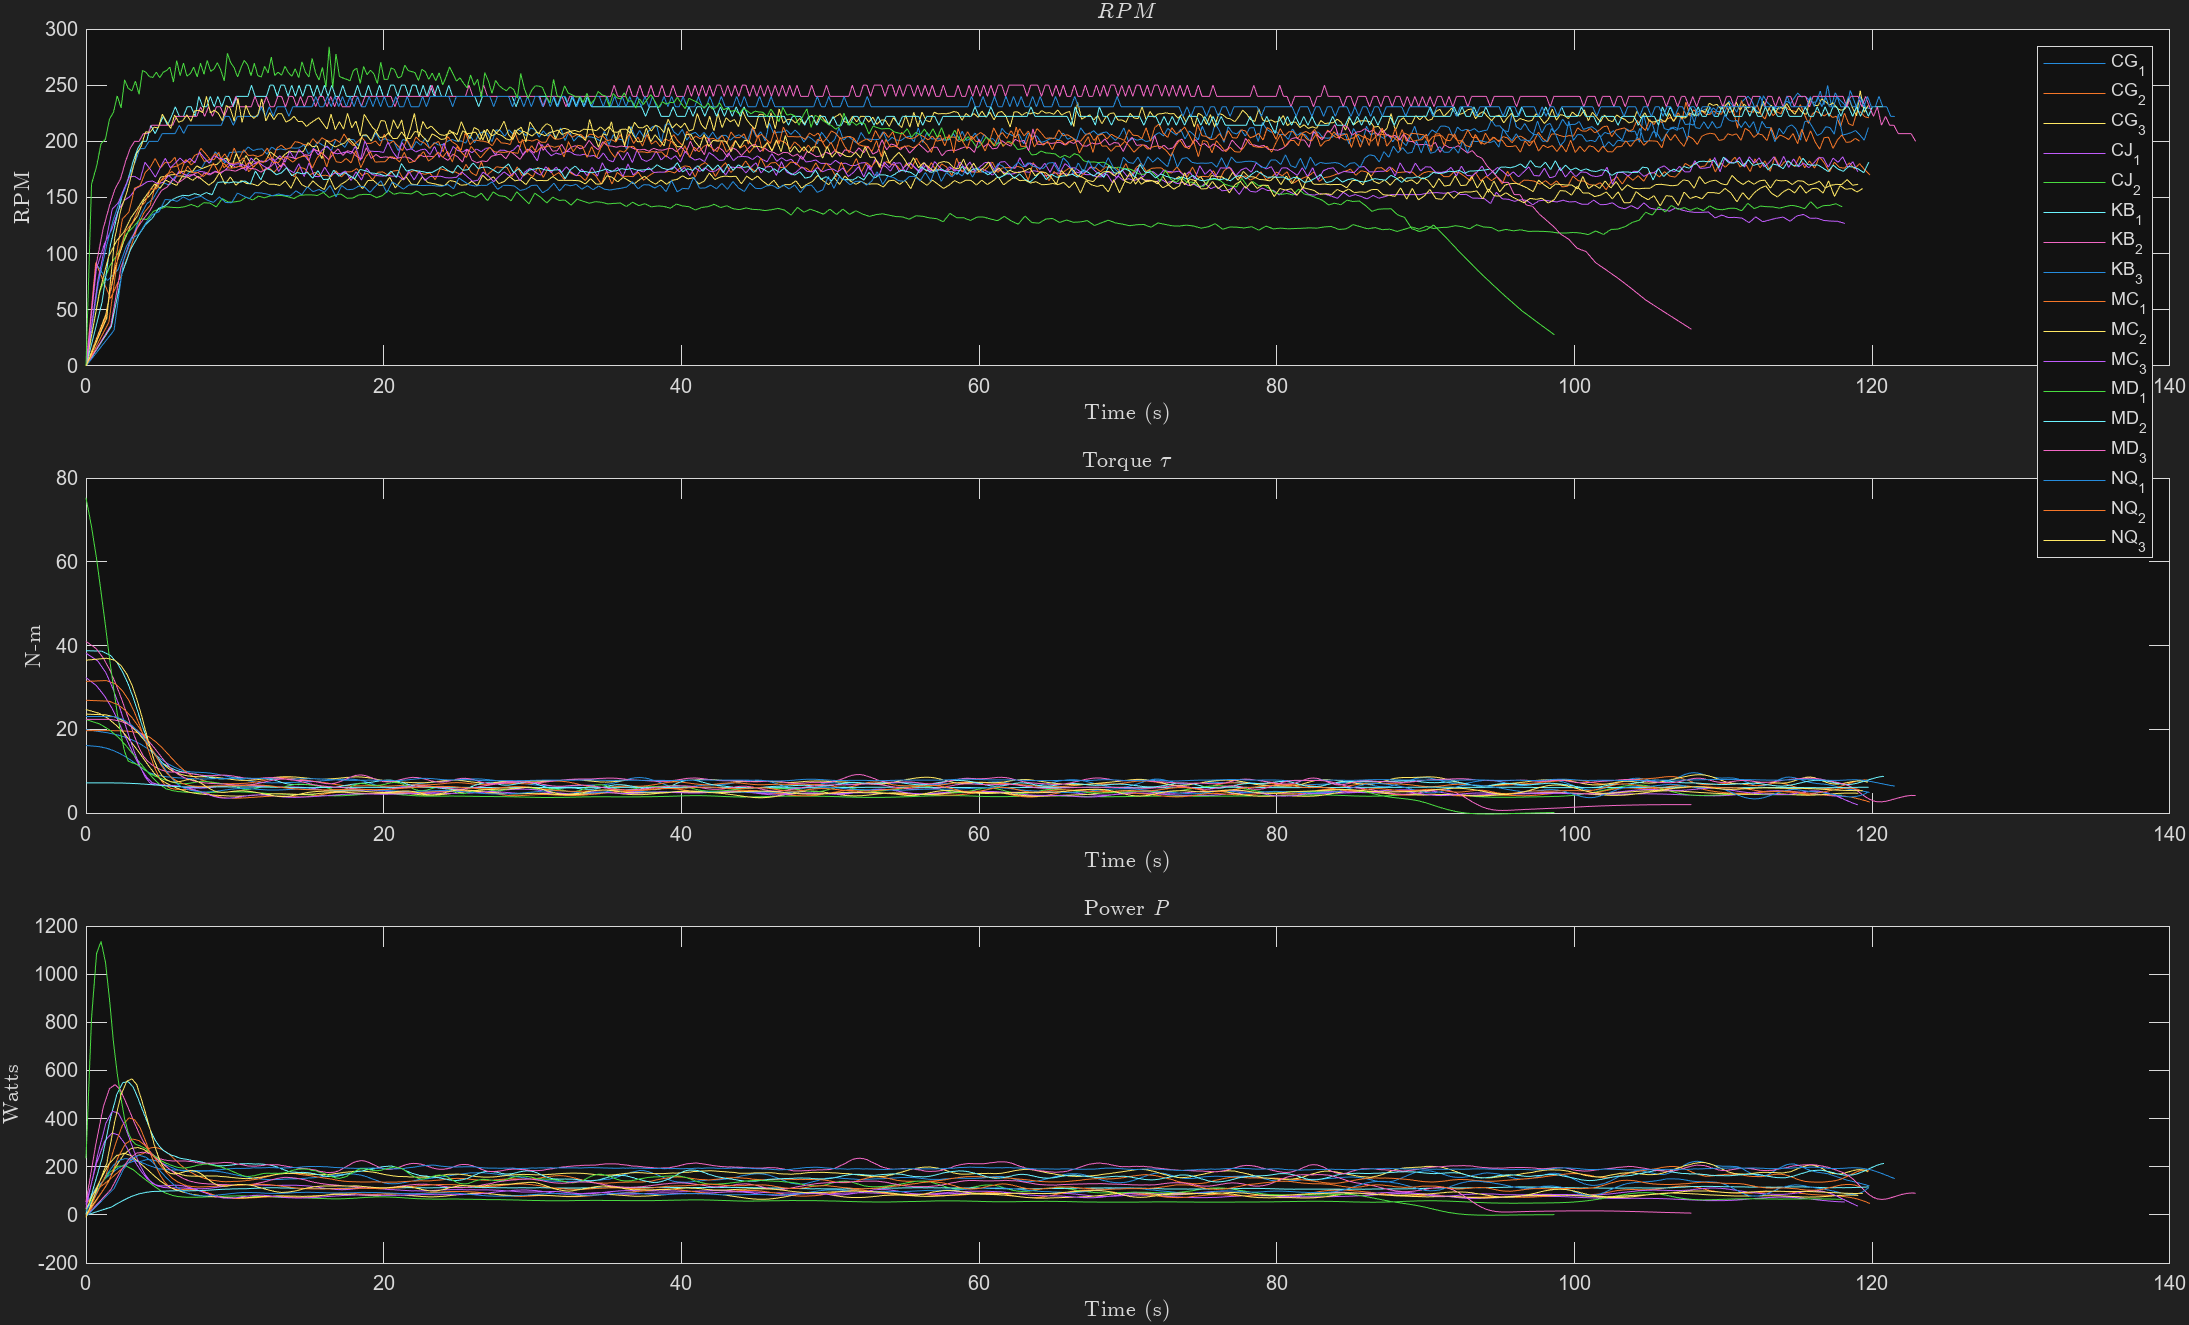 RPM
300
250
200
150
100
50
0
RPM
0 20 40 60 80 100 120 140
Time (s)
CG1
CG2
CG3
CJ1
CJ2
KB1
KB2
KB3
MC1
MC2
MC3
MD1
MD2
MD3
NQ1
NQ2
NQ3
Torque τ
80
60
40
20
0
N-m
0 20 40 60 80 100 120 140
Time (s)
Power P
1200
1000
800
600
400
200
0
-200
Watts
0 20 40 60 80 100 120 140
Time (s)